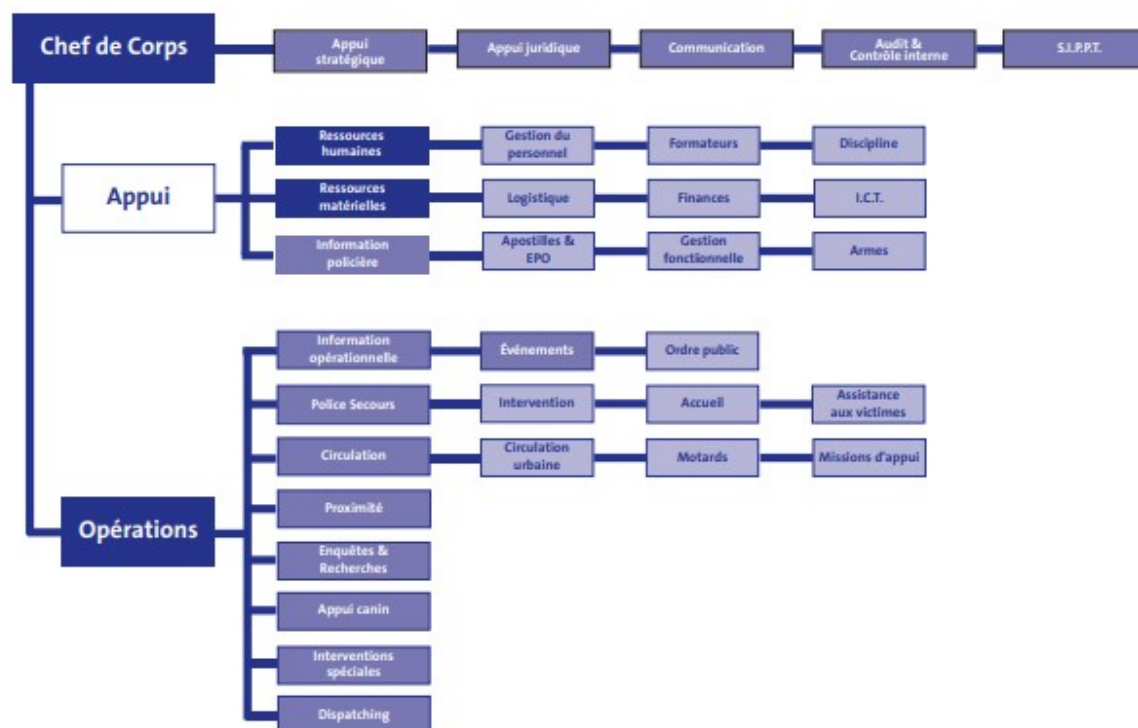 Chef de Corps
Appui
stratégique
Appui juridique
Communication
Audit &
Contrôle interne
S.I.P.P.T.
Appui
Ressources
humaines
Gestion du
personnel
Formateurs
Discipline
Ressources
matérielles
Logistique
Finances
I.C.T.
Information
policière
Apostilles &
EPO
Gestion
fonctionnelle
Armes
Opérations
Information
opérationnelle
Événements
Ordre public
Police Secours
Intervention
Accueil
Assistance
aux victimes
Circulation
Circulation
urbaine
Motards
Missions d'appui
Proximité
Enquêtes &
Recherches
Appui canin
Interventions
spéciales
Dispatching